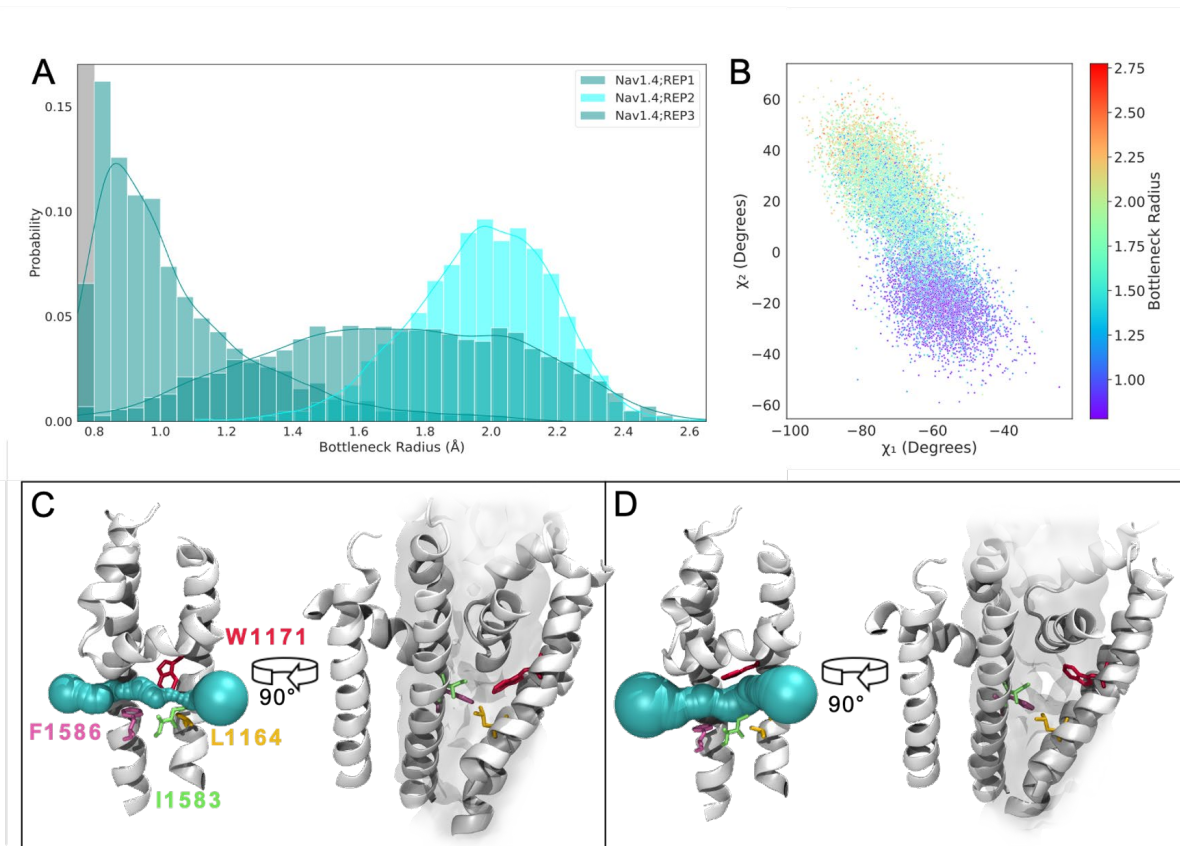 A
Nav1.4;REP1
Nav1.4;REP2
Nav1.4;REP3
0.15
0.10
0.05
0.00
Probability
0.8 1.0 1.2 1.4 1.6 1.8 2.0 2.2 2.4 2.6
Bottleneck Radius (Å)
B
60
40
20
0
−20
−40
−60
χ₂ (Degrees)
−100 −80 −60 −40
χ₁ (Degrees)
2.75
2.50
2.25
2.00
1.75
1.50
1.25
1.00
Bottleneck Radius
C
W1171
90°
F1586
L1164
I1583
D
90°